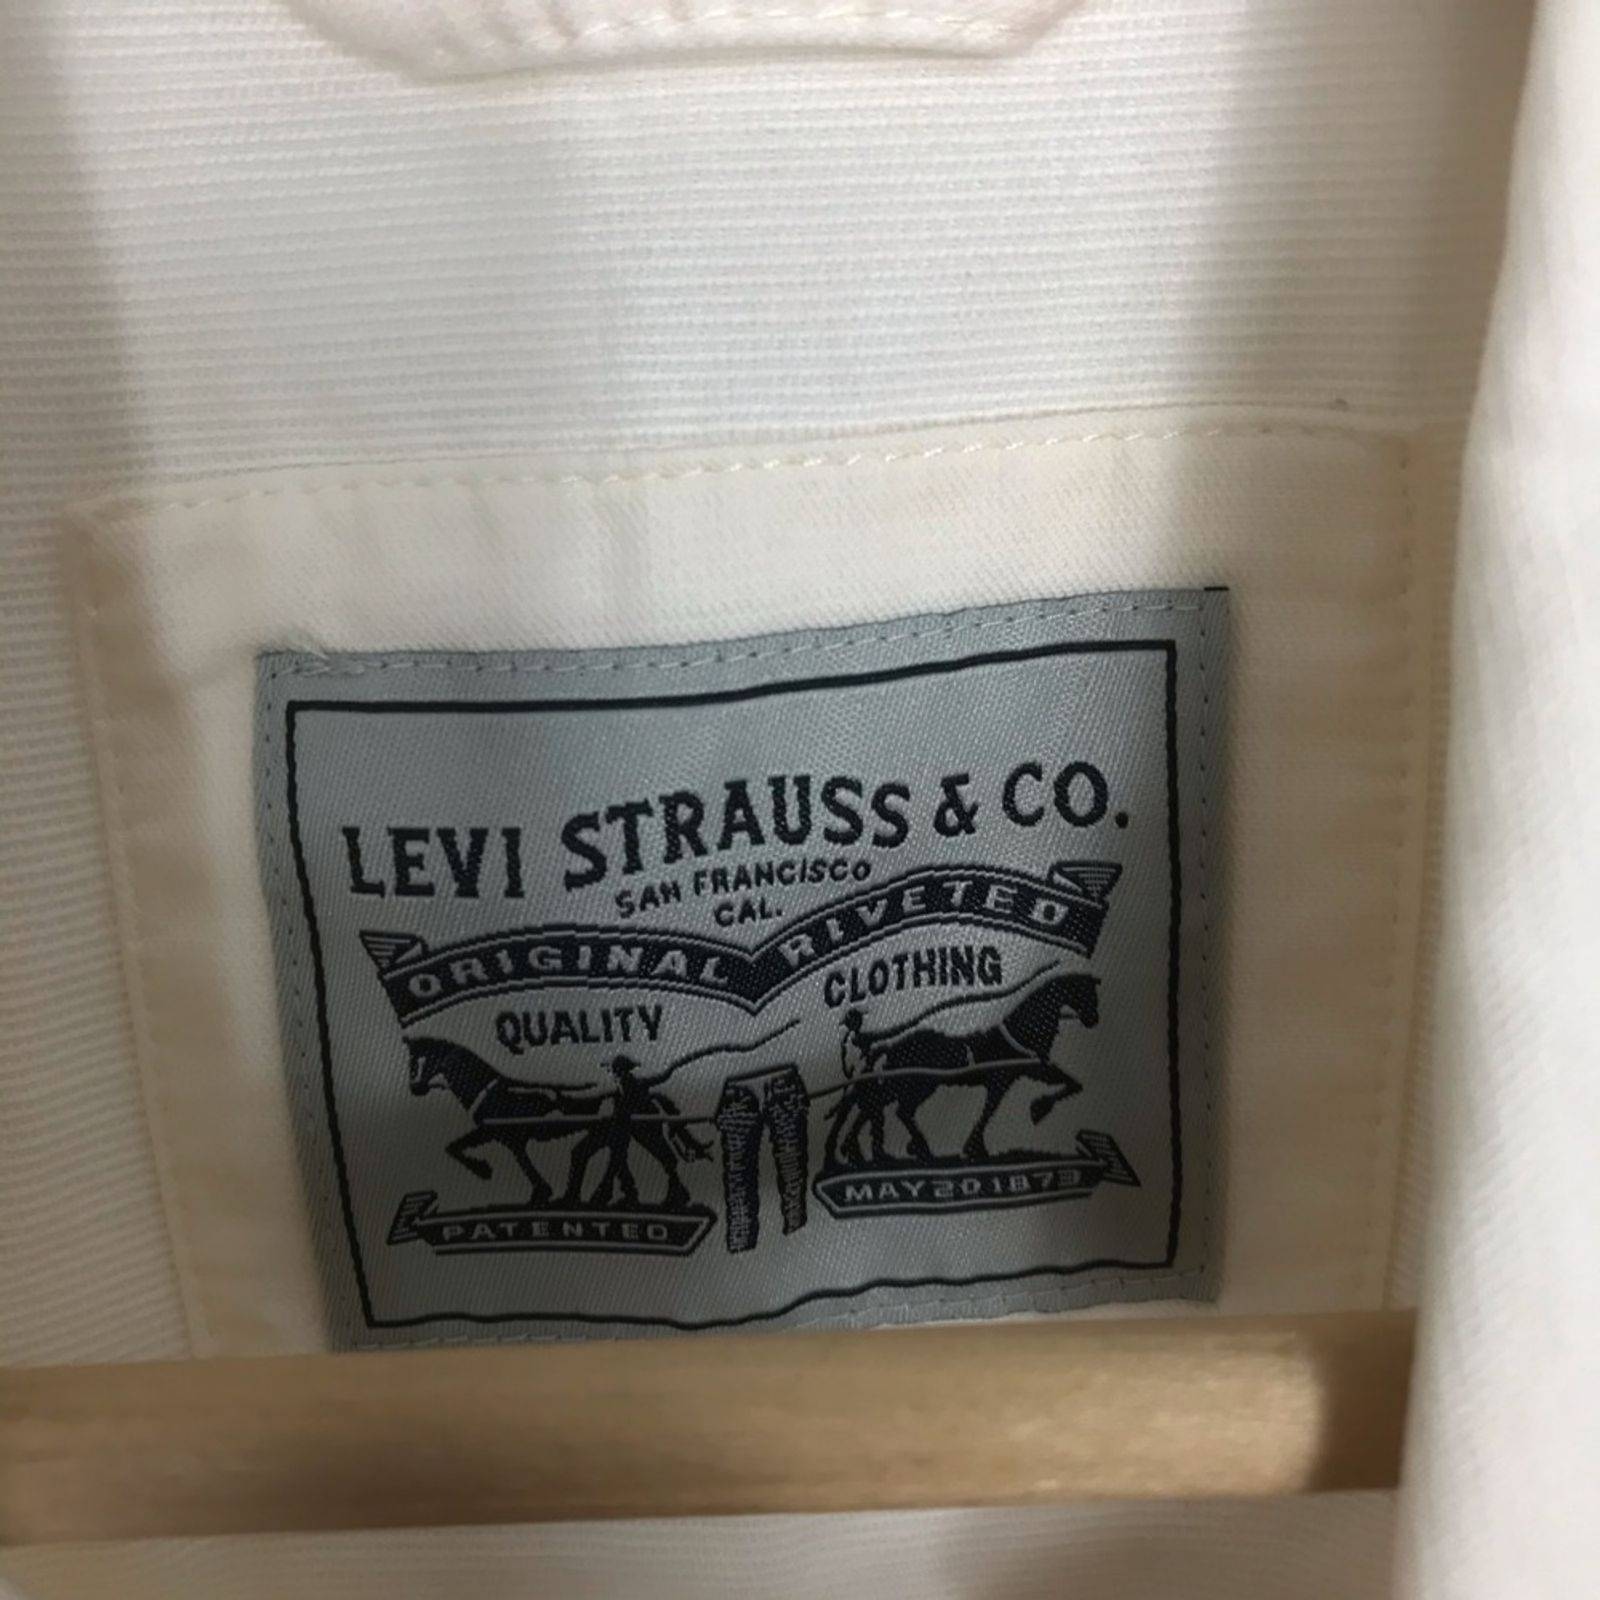 LEVI STRAUSS & CO.
SAN FRANCISCO
CAL.
ORIGINAL RIVETED
QUALITY CLOTHING
PATENTED MAY 20 1873